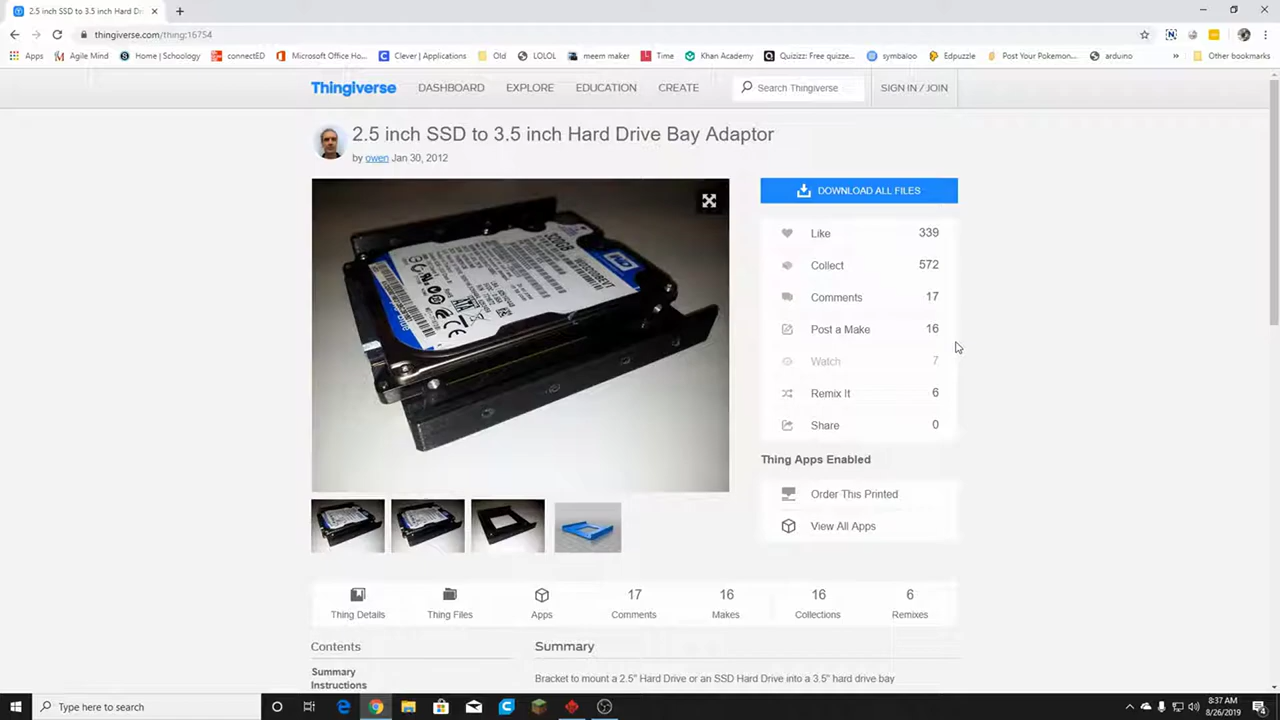 2.5 inch SSD to 3.5 inch Hard Dr
thingiverse.com/thing:16754
Apps Agile Mind Home | Schoology connectED Microsoft Office Ho... Clever | Applications Old LOLOL meem maker Time Khan Academy Quizizz: Free quizze... symbaloo Edpuzzle Post Your Pokemon... arduino » Other bookmarks
Thingiverse DASHBOARD EXPLORE EDUCATION CREATE Search Thingiverse SIGN IN / JOIN
2.5 inch SSD to 3.5 inch Hard Drive Bay Adaptor
by owen Jan 30, 2012
DOWNLOAD ALL FILES
Like 339
Collect 572
Comments 17
Post a Make 16
Watch 7
Remix It 6
Share 0
Thing Apps Enabled
Order This Printed
View All Apps
WD
320GB
17 16 16 6
Thing Details Thing Files Apps Comments Makes Collections Remixes
Contents
Summary
Summary
Bracket to mount a 2.5" Hard Drive or an SSD Hard Drive into a 3.5" hard drive bay
Instructions
Type here to search
8:37 AM
8/26/2019
4